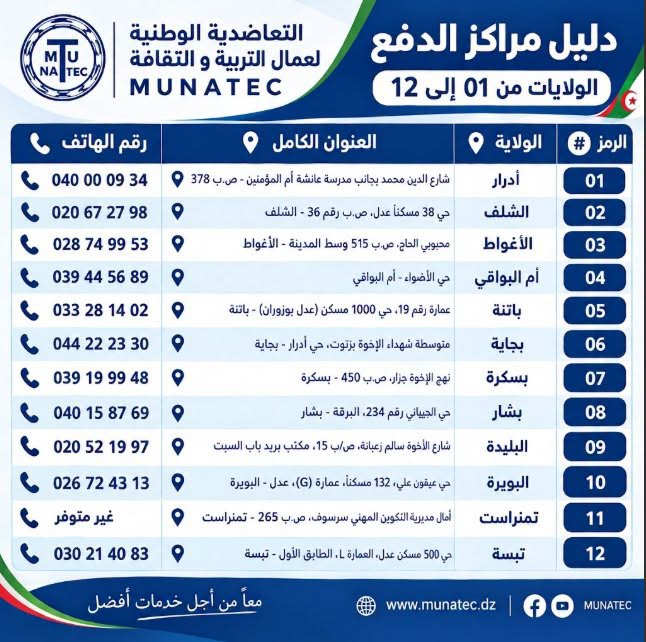 دليل مراكز الدفع
الولايات من 01 إلى 12
التعاضدية الوطنية
لعمال التربية و الثقافة
MUNATEC
MU
NATEC
الرمز # الولاية العنوان الكامل رقم الهاتف
01 أدرار شارع الدين محمد بجانب مدرسة عائشة أم المؤمنين - ص.ب 378 040 00 09 34
02 الشلف حي 38 مسكناً عدل، ص.ب رقم 36 - الشلف 020 67 27 98
03 الأغواط محبوبي الحاج، ص.ب 515 وسط المدينة - الأغواط 028 74 99 53
04 أم البواقي حي الأضواء - أم البواقي 039 44 56 89
05 باتنة عمارة رقم 19، حي 1000 مسكن (عدل بوزوران) - باتنة 033 28 14 02
06 بجاية متوسطة شهداء الإخوة بزتوت، حي أدرار - بجاية 044 22 23 30
07 بسكرة نهج الإخوة جزار، ص.ب 450 - بسكرة 039 19 99 48
08 بشار حي الجيباني رقم 234، البرقة - بشار 040 15 87 69
09 البليدة شارع الأخوة سالم زعبانة، ص/ب 15، مكتب بريد باب السبت 020 52 19 97
10 البويرة حي عيقون علي، 132 مسكناً، عمارة (G)، عدل - البويرة 026 72 43 13
11 تمنراست أمال مديرية التكوين المهني سرسوف، ص.ب 265 - تمنراست غير متوفر
12 تبسة حي 500 مسكن عدل، العمارة L، الطابق الأول - تبسة 030 21 40 83
معاً من أجل خدمات أفضل
www.munatec.dz
MUNATEC